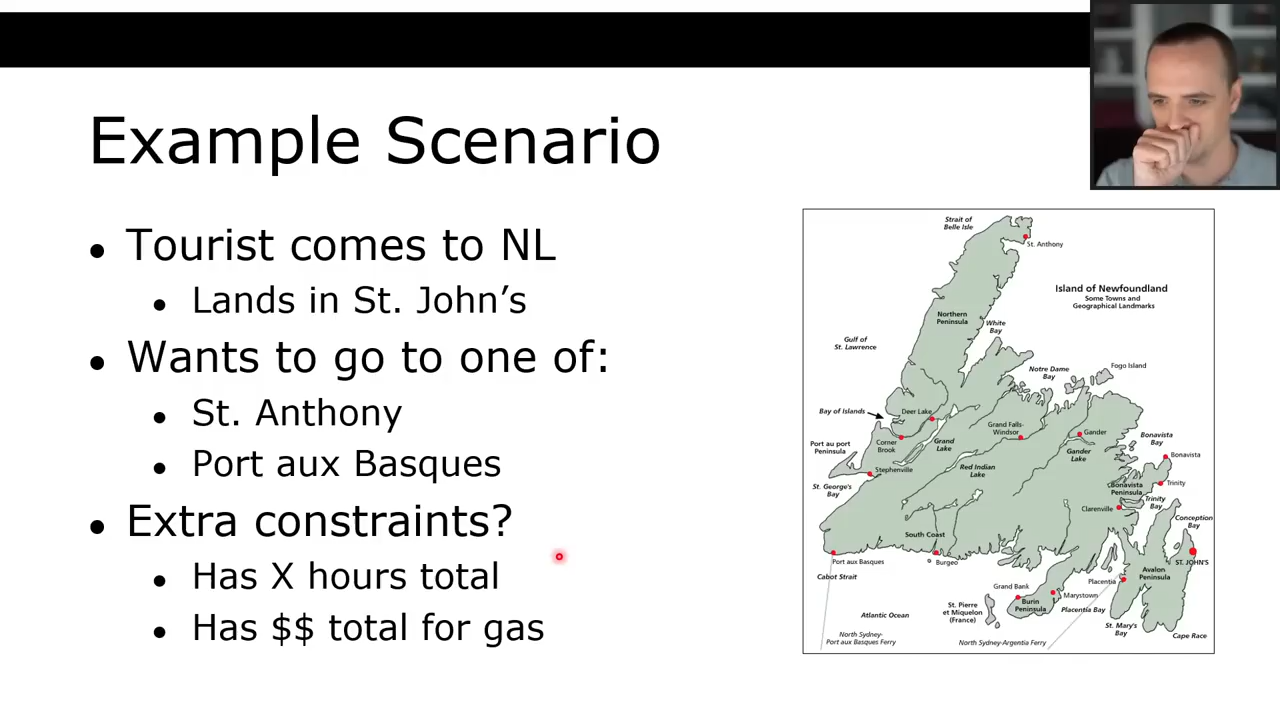 Example Scenario
• Tourist comes to NL
• Lands in St. John’s
• Wants to go to one of:
• St. Anthony
• Port aux Basques
• Extra constraints?
• Has X hours total
• Has $$ total for gas
Strait of
Belle Isle
St. Anthony
Island of Newfoundland
Some Towns and
Geographical Landmarks
Northern
Peninsula
White
Bay
Gulf of
St. Lawrence
Notre Dame
Bay
Fogo Island
Bay of Islands
Deer Lake
Grand Falls-
Windsor
Gander
Corner
Brook
Grand
Lake
Port au port
Peninsula
Gander
Lake
Bonavista
Bay
Bonavista
Stephenville
Red Indian
Lake
St. George's
Bay
Bonavista
Peninsula
Trinity
Trinity
Bay
Clarenville
Conception
Bay
South Coast
Port aux Basques
Burgeo
ST. JOHN'S
Cabot Strait
Avalon
Peninsula
Placentia
Grand Bank
Marystown
Burin
Peninsula
St. Pierre
et Miquelon
(France)
Placentia Bay
Atlantic Ocean
St. Mary's
Bay
Cape Race
North Sydney-
Port aux Basques Ferry
North Sydney-Argentia Ferry